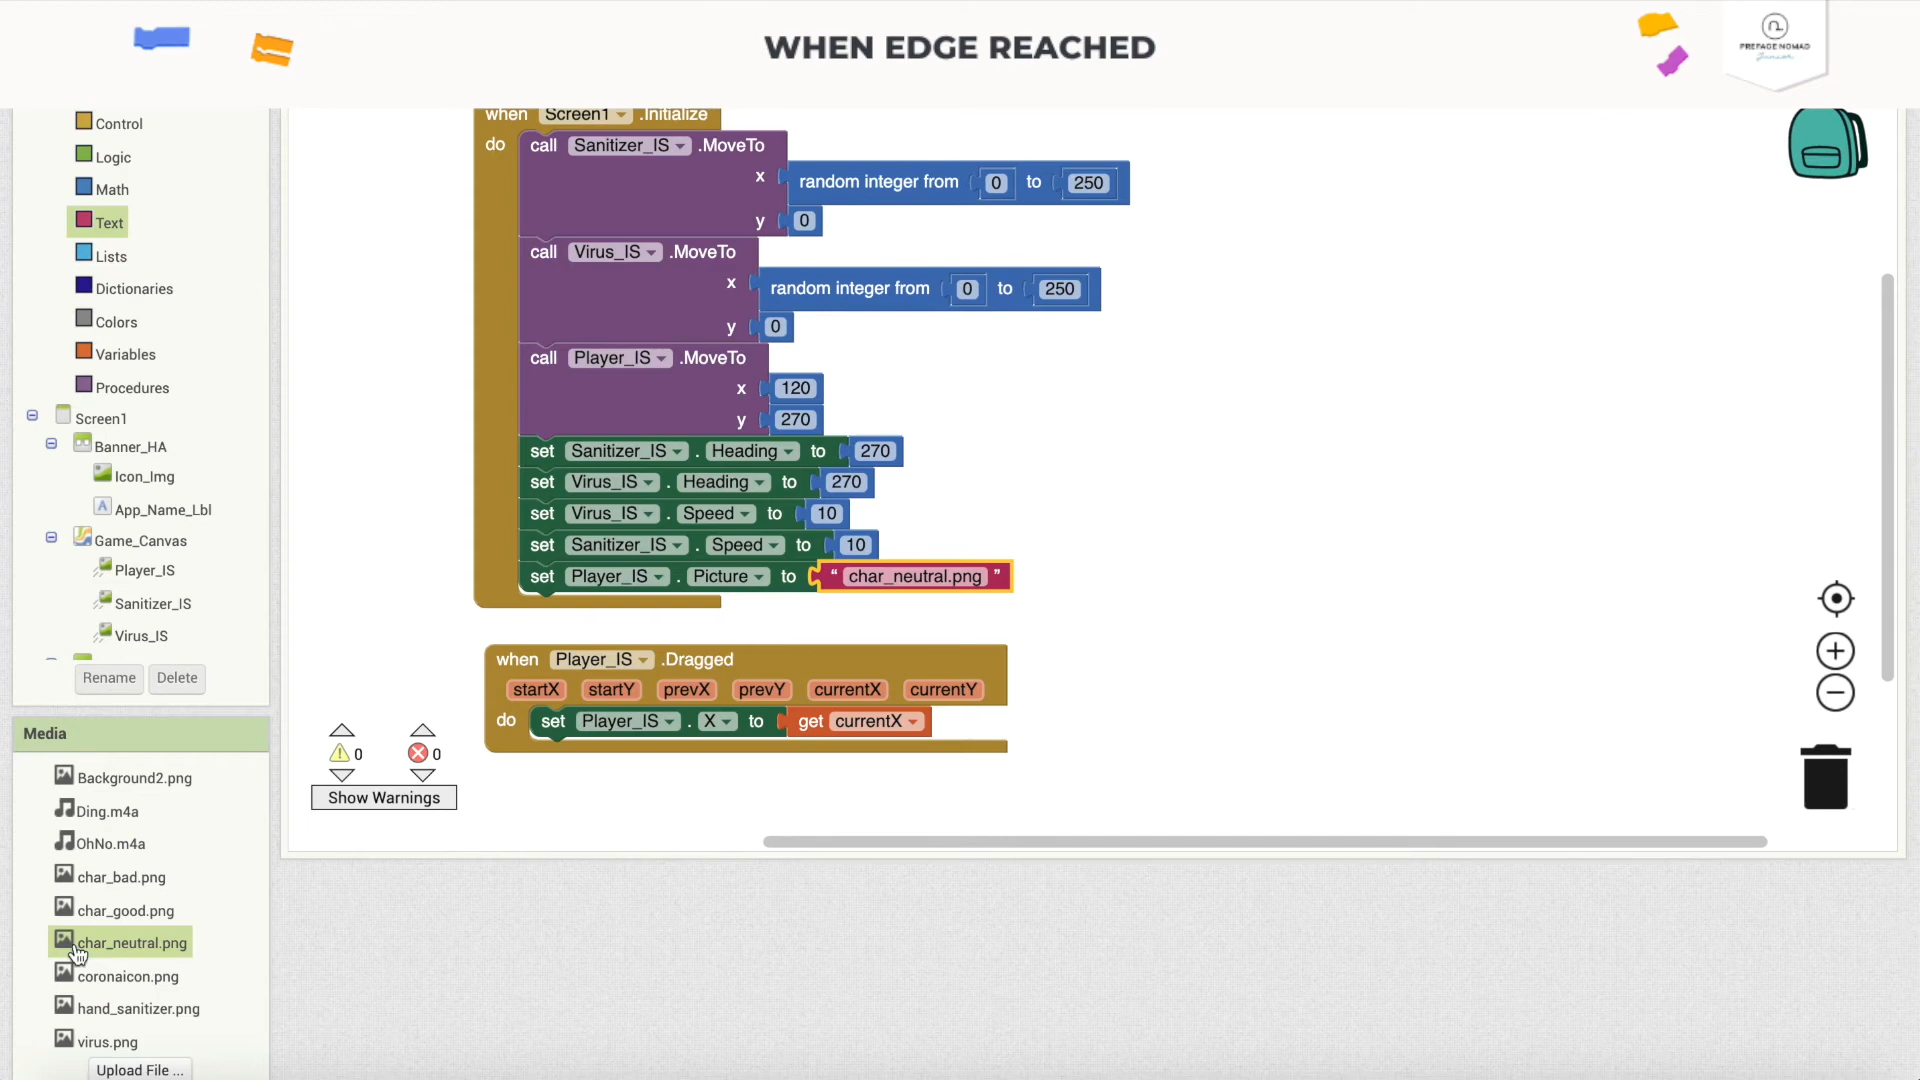 WHEN EDGE REACHED
PREFACE NOMAD
Junior
Control
Logic
Math
Text
Lists
Dictionaries
Colors
Variables
Procedures
Screen1
Banner_HA
Icon_Img
App_Name_Lbl
Game_Canvas
Player_IS
Sanitizer_IS
Virus_IS
Rename Delete
Media
Background2.png
Ding.m4a
OhNo.m4a
char_bad.png
char_good.png
char_neutral.png
coronaicon.png
hand_sanitizer.png
virus.png
Upload File ...
when Screen1 .Initialize
do call Sanitizer_IS .MoveTo
x random integer from 0 to 250
y 0
call Virus_IS .MoveTo
x random integer from 0 to 250
y 0
call Player_IS .MoveTo
x 120
y 270
set Sanitizer_IS . Heading to 270
set Virus_IS . Heading to 270
set Virus_IS . Speed to 10
set Sanitizer_IS . Speed to 10
set Player_IS . Picture to “ char_neutral.png ”
when Player_IS .Dragged
startX startY prevX prevY currentX currentY
do set Player_IS . X to get currentX
0 0
Show Warnings